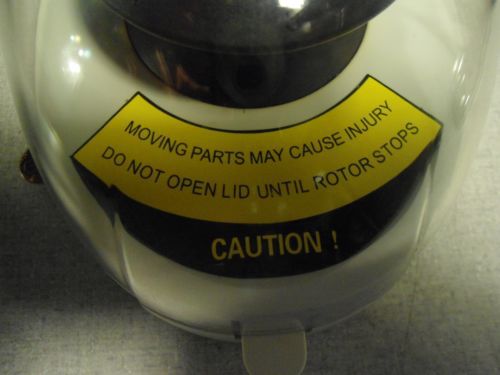 MOVING PARTS MAY CAUSE INJURY
DO NOT OPEN LID UNTIL ROTOR STOPS
CAUTION !